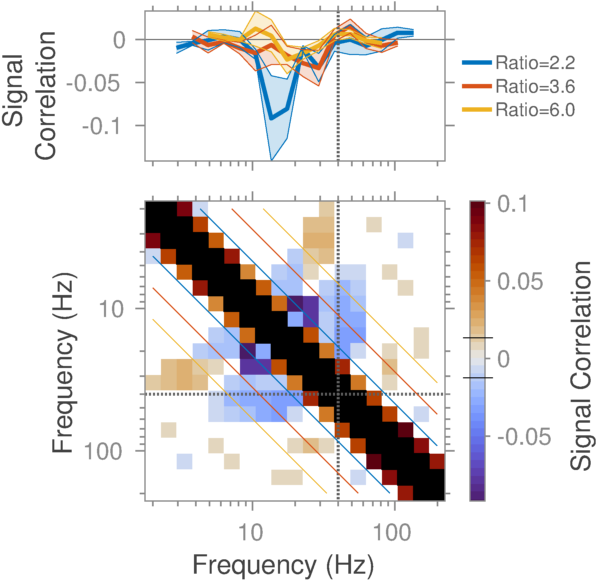 0
-0.05
-0.1
Signal
Correlation
Ratio=2.2
Ratio=3.6
Ratio=6.0
10
100
Frequency (Hz)
10
100
Frequency (Hz)
0.1
0.05
0
-0.05
Signal Correlation